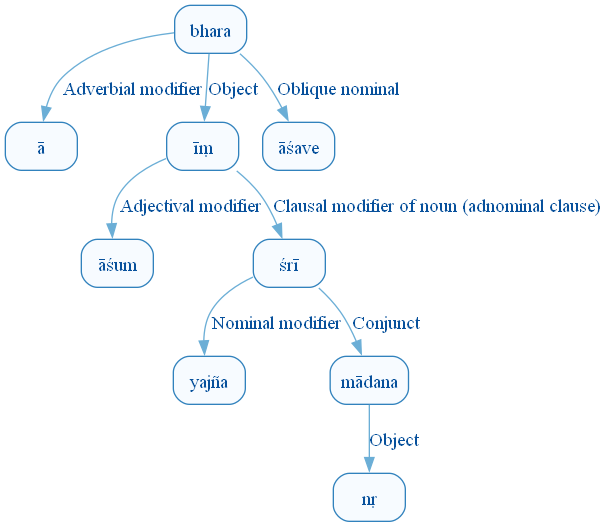 bhara
Adverbial modifier Object Oblique nominal
ā īṃ āśave
Adjectival modifier Clausal modifier of noun (adnominal clause)
āśum śrī
Nominal modifier Conjunct
yajña mādana
Object
nṛ